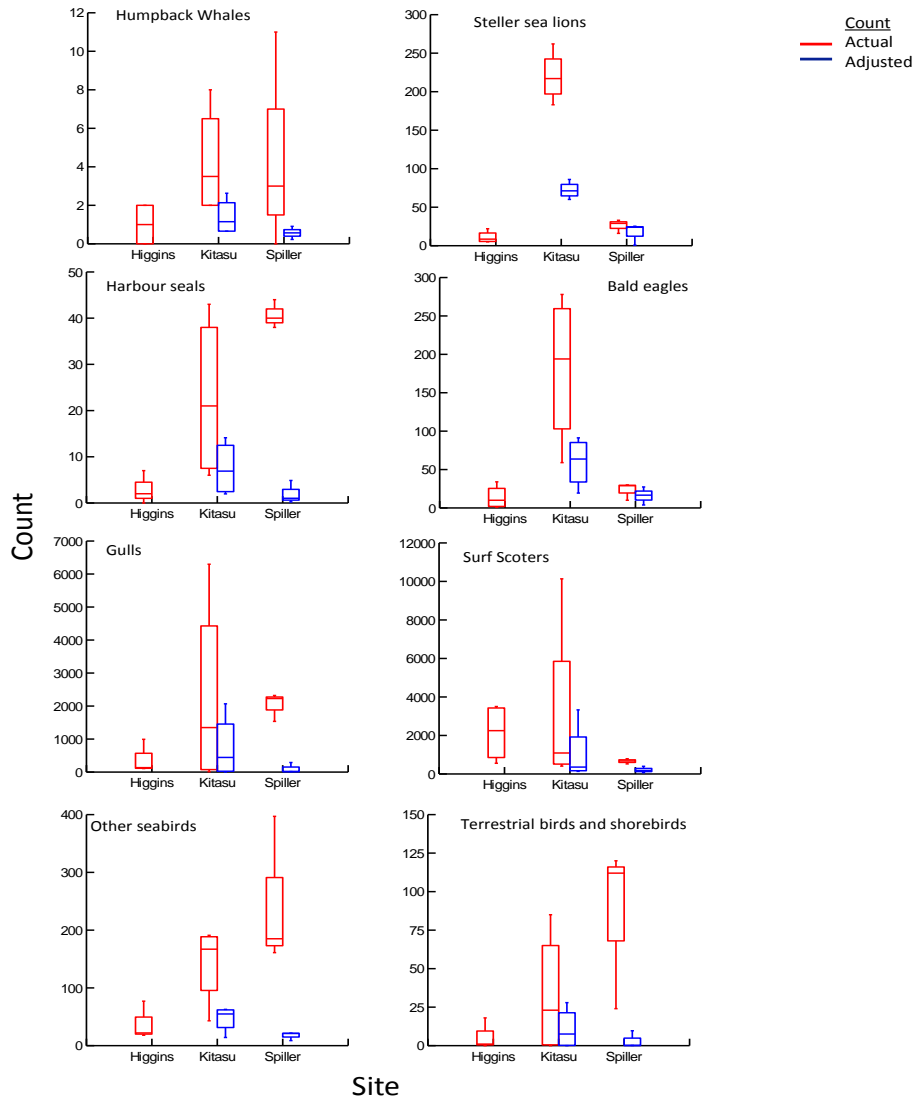 Humpback Whales
12
10
8
6
4
2
0
Higgins Kitasu Spiller
Steller sea lions
300
250
200
150
100
50
0
Higgins Kitasu Spiller
Count
Actual
Adjusted
Harbour seals
50
40
30
20
10
0
Higgins Kitasu Spiller
Bald eagles
300
250
200
150
100
50
0
Higgins Kitasu Spiller
Count
Gulls
7000
6000
5000
4000
3000
2000
1000
0
Higgins Kitasu Spiller
Surf Scoters
12000
10000
8000
6000
4000
2000
0
Higgins Kitasu Spiller
Other seabirds
400
300
200
100
0
Higgins Kitasu Spiller
Terrestrial birds and shorebirds
150
125
100
75
50
25
0
Higgins Kitasu Spiller
Site